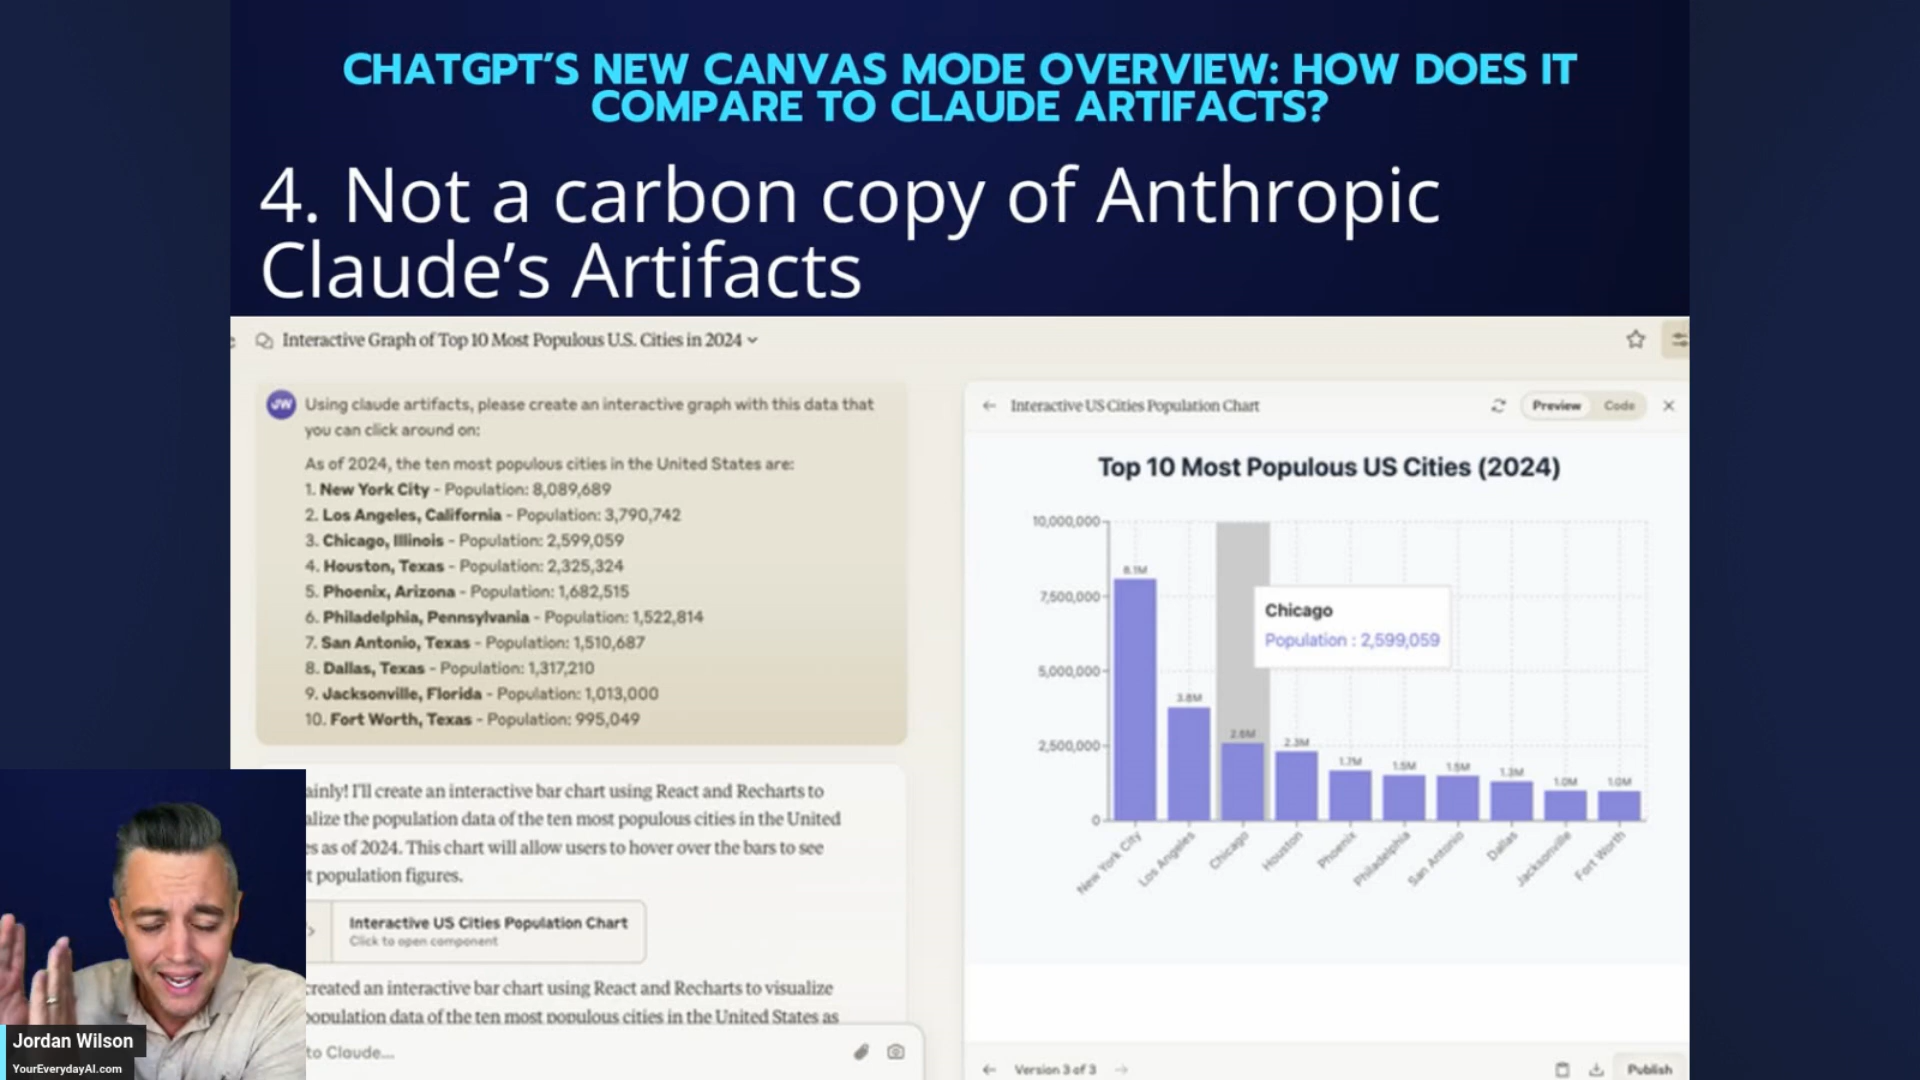 CHATGPT'S NEW CANVAS MODE OVERVIEW: HOW DOES IT
COMPARE TO CLAUDE ARTIFACTS?
4. Not a carbon copy of Anthropic
Claude's Artifacts
Interactive Graph of Top 10 Most Populous U.S. Cities in 2024
JW
Using claude artifacts, please create an interactive graph with this data that
you can click around on:
As of 2024, the ten most populous cities in the United States are:
1. New York City - Population: 8,089,689
2. Los Angeles, California - Population: 3,790,742
3. Chicago, Illinois - Population: 2,599,059
4. Houston, Texas - Population: 2,325,324
5. Phoenix, Arizona - Population: 1,682,515
6. Philadelphia, Pennsylvania - Population: 1,522,814
7. San Antonio, Texas - Population: 1,510,687
8. Dallas, Texas - Population: 1,317,210
9. Jacksonville, Florida - Population: 1,013,000
10. Fort Worth, Texas - Population: 995,049
ainly! I'll create an interactive bar chart using React and Recharts to
alize the population data of the ten most populous cities in the United
es as of 2024. This chart will allow users to hover over the bars to see
t population figures.
Interactive US Cities Population Chart
Click to open component
created an interactive bar chart using React and Recharts to visualize
population data of the ten most populous cities in the United States as
to Claude....
Interactive US Cities Population Chart
Preview
Code
Top 10 Most Populous US Cities (2024)
10,000,000
7,500,000
5,000,000
2,500,000
0
8.1M
3.8M
2.6M
2.3M
1.7M
1.5M
1.5M
1.3M
1.0M
1.0M
Chicago
Population : 2,599,059
New York City
Los Angeles
Chicago
Houston
Phoenix
Philadelphia
San Antonio
Dallas
Jacksonville
Fort Worth
Version 3 of 3
Publish
Jordan Wilson
YourEverydayAI.com